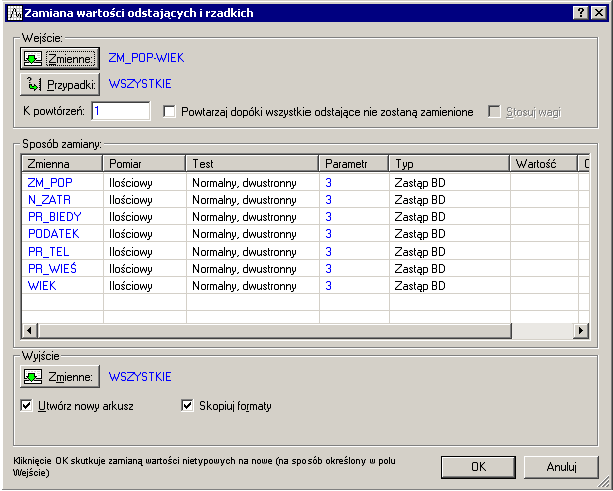 Zamiana wartości odstających i rzadkich
Wejście:
Zmienne: ZM_POP-WIEK
Przypadki: WSZYSTKIE
K powtórzeń: 1 Powtarzaj dopóki wszystkie odstające nie zostaną zamienione Stosuj wagi
Sposób zamiany:
Zmienna Pomiar Test Parametr Typ Wartość
ZM_POP Ilościowy Normalny, dwustronny 3 Zastąp BD
N_ZATR Ilościowy Normalny, dwustronny 3 Zastąp BD
PR_BIEDY Ilościowy Normalny, dwustronny 3 Zastąp BD
PODATEK Ilościowy Normalny, dwustronny 3 Zastąp BD
PR_TEL Ilościowy Normalny, dwustronny 3 Zastąp BD
PR_WIEŚ Ilościowy Normalny, dwustronny 3 Zastąp BD
WIEK Ilościowy Normalny, dwustronny 3 Zastąp BD
Wyjście
Zmienne: WSZYSTKIE
Utwórz nowy arkusz Skopiuj formaty
Kliknięcie OK skutkuje zamianą wartości nietypowych na nowe (na sposób określony w polu
Wejście)
OK Anuluj